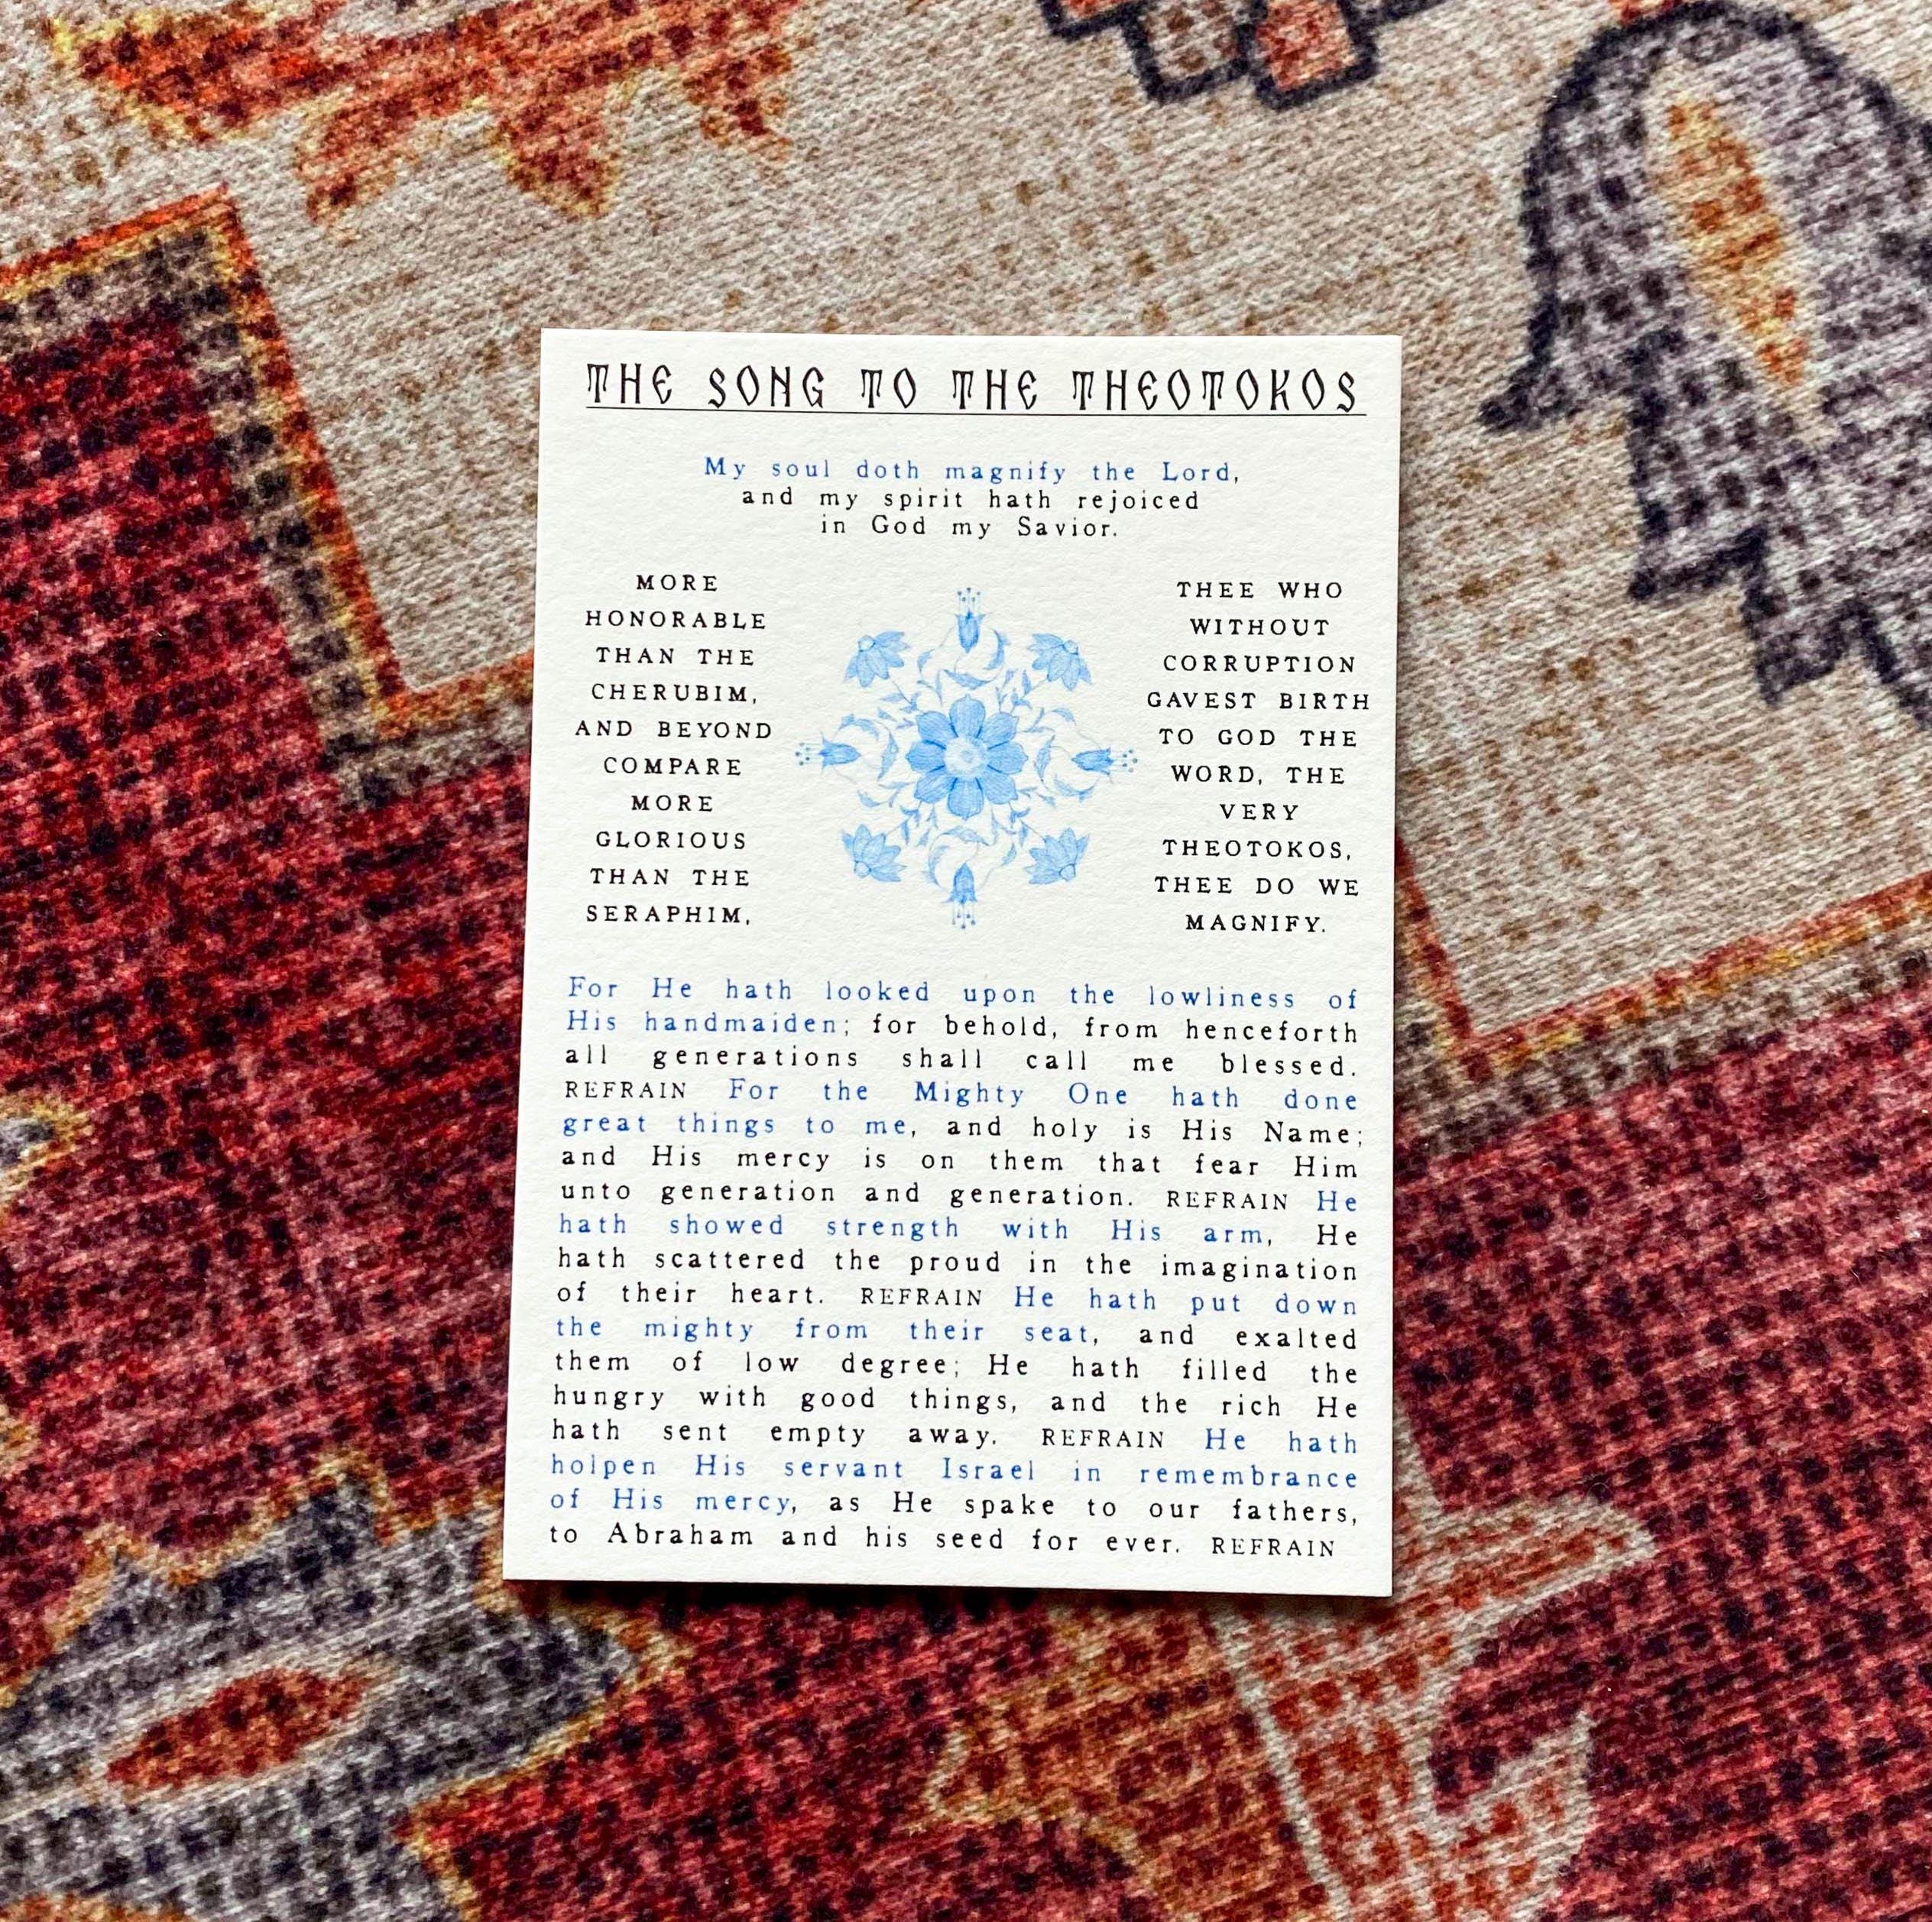 THE SONG TO THE THEOTOKOS
My soul doth magnify the Lord,
and my spirit hath rejoiced
in God my Savior.
MORE
HONORABLE
THAN THE
CHERUBIM,
AND BEYOND
COMPARE
MORE
GLORIOUS
THAN THE
SERAPHIM,
THEE WHO
WITHOUT
CORRUPTION
GAVEST BIRTH
TO GOD THE
WORD, THE
VERY
THEOTOKOS,
THEE DO WE
MAGNIFY.
For He hath looked upon the lowliness of
His handmaiden; for behold, from henceforth
all generations shall call me blessed.
REFRAIN For the Mighty One hath done
great things to me, and holy is His Name;
and His mercy is on them that fear Him
unto generation and generation. REFRAIN He
hath showed strength with His arm, He
hath scattered the proud in the imagination
of their heart. REFRAIN He hath put down
the mighty from their seat, and exalted
them of low degree; He hath filled the
hungry with good things, and the rich He
hath sent empty away. REFRAIN He hath
holpen His servant Israel in remembrance
of His mercy, as He spake to our fathers,
to Abraham and his seed for ever. REFRAIN